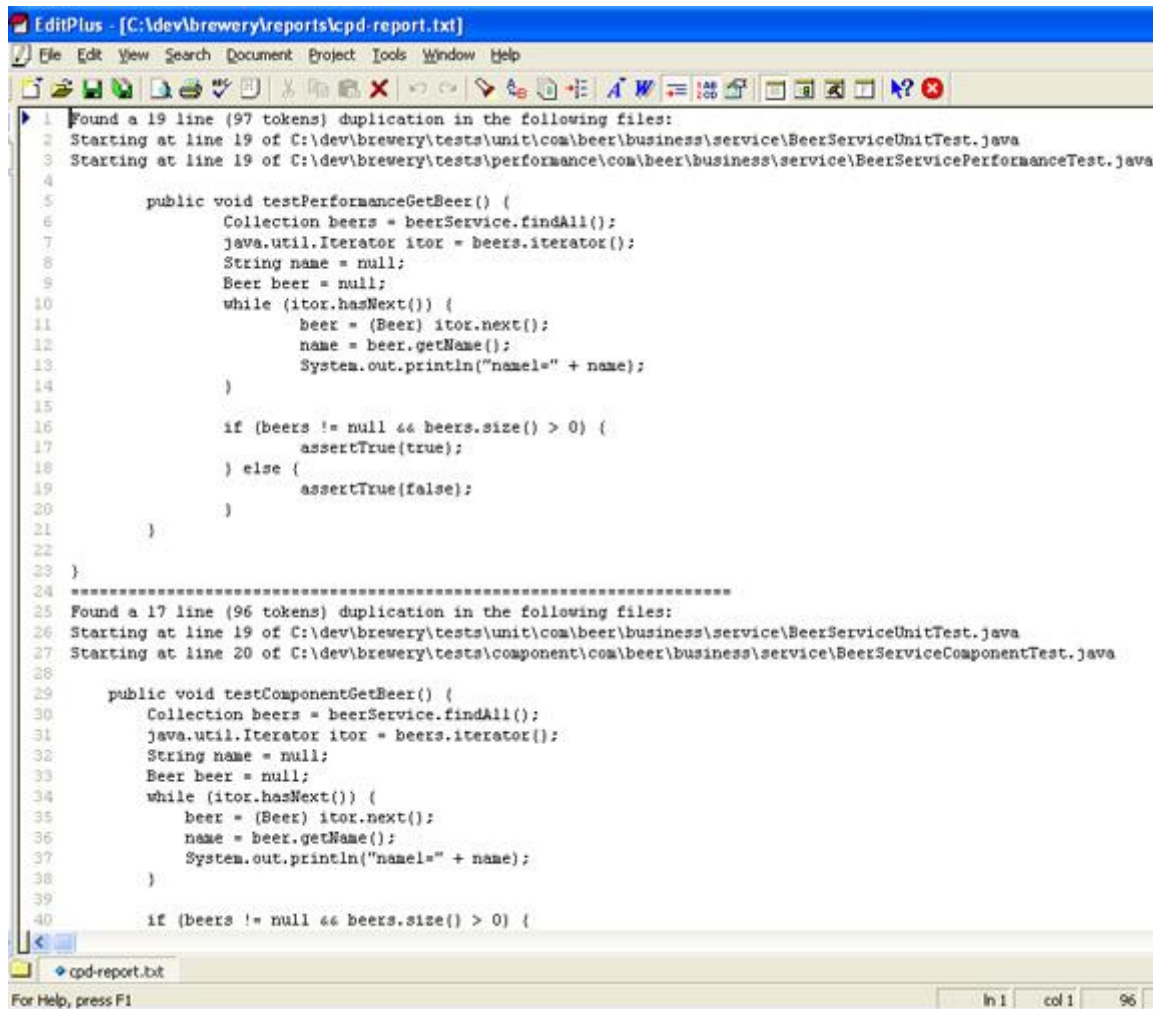 EditPlus - [C:\dev\brewery\reports\cpd-report.txt]
File Edit View Search Document Project Tools Window Help
1 Found a 19 line (97 tokens) duplication in the following files:
2 Starting at line 19 of C:\dev\brewery\tests\unit\com\beer\business\service\BeerServiceUnitTest.java
3 Starting at line 19 of C:\dev\brewery\tests\performance\com\beer\business\service\BeerServicePerformanceTest.java
4
5 public void testPerformanceGetBeer() {
6 Collection beers = beerService.findAll();
7 java.util.Iterator itor = beers.iterator();
8 String name = null;
9 Beer beer = null;
10 while (itor.hasNext()) {
11 beer = (Beer) itor.next();
12 name = beer.getName();
13 System.out.println("name1=" + name);
14 }
15
16 if (beers != null && beers.size() > 0) {
17 assertTrue(true);
18 } else {
19 assertTrue(false);
20 }
21 }
22
23 }
24 =====================================================================
25 Found a 17 line (96 tokens) duplication in the following files:
26 Starting at line 19 of C:\dev\brewery\tests\unit\com\beer\business\service\BeerServiceUnitTest.java
27 Starting at line 20 of C:\dev\brewery\tests\component\com\beer\business\service\BeerServiceComponentTest.java
28
29 public void testComponentGetBeer() {
30 Collection beers = beerService.findAll();
31 java.util.Iterator itor = beers.iterator();
32 String name = null;
33 Beer beer = null;
34 while (itor.hasNext()) {
35 beer = (Beer) itor.next();
36 name = beer.getName();
37 System.out.println("name1=" + name);
38 }
39
40 if (beers != null && beers.size() > 0) {
cpd-report.txt
For Help, press F1 ln 1 col 1 96